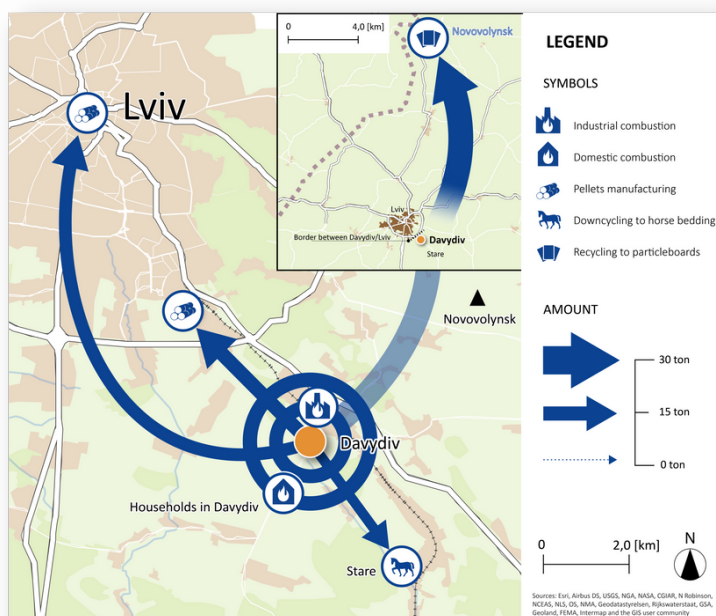 0 4,0 [km]
Novovolynsk
Lviv
Davydiv
Border between Davydiv/Lviv
Stare
Lviv
Novovolynsk
Davydiv
Households in Davydiv
Stare
LEGEND
SYMBOLS
Industrial combustion
Domestic combustion
Pellets manufacturing
Downcycling to horse bedding
Recycling to particleboards
AMOUNT
30 ton
15 ton
0 ton
0 2,0 [km]
N
Sources: Esri, Airbus DS, USGS, NGA, NASA, CGIAR, N Robinson,
NCEAS, NLS, OS, NMA, Geodatastyrelsen, Rijkswaterstaat, GSA,
Geoland, FEMA, Intermap and the GIS user community